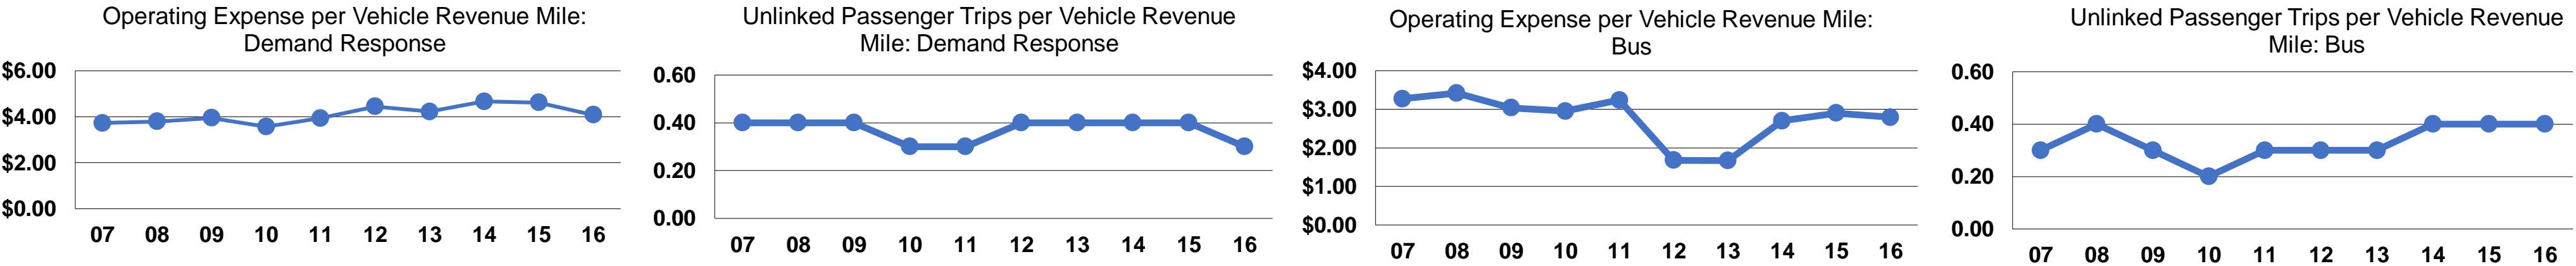 Operating Expense per Vehicle Revenue Mile:
Demand Response
$6.00
$4.00
$2.00
$0.00
07 08 09 10 11 12 13 14 15 16
Unlinked Passenger Trips per Vehicle Revenue
Mile: Demand Response
0.60
0.40
0.20
0.00
07 08 09 10 11 12 13 14 15 16
Operating Expense per Vehicle Revenue Mile:
Bus
$4.00
$3.00
$2.00
$1.00
$0.00
07 08 09 10 11 12 13 14 15 16
Unlinked Passenger Trips per Vehicle Revenue
Mile: Bus
0.60
0.40
0.20
0.00
07 08 09 10 11 12 13 14 15 16